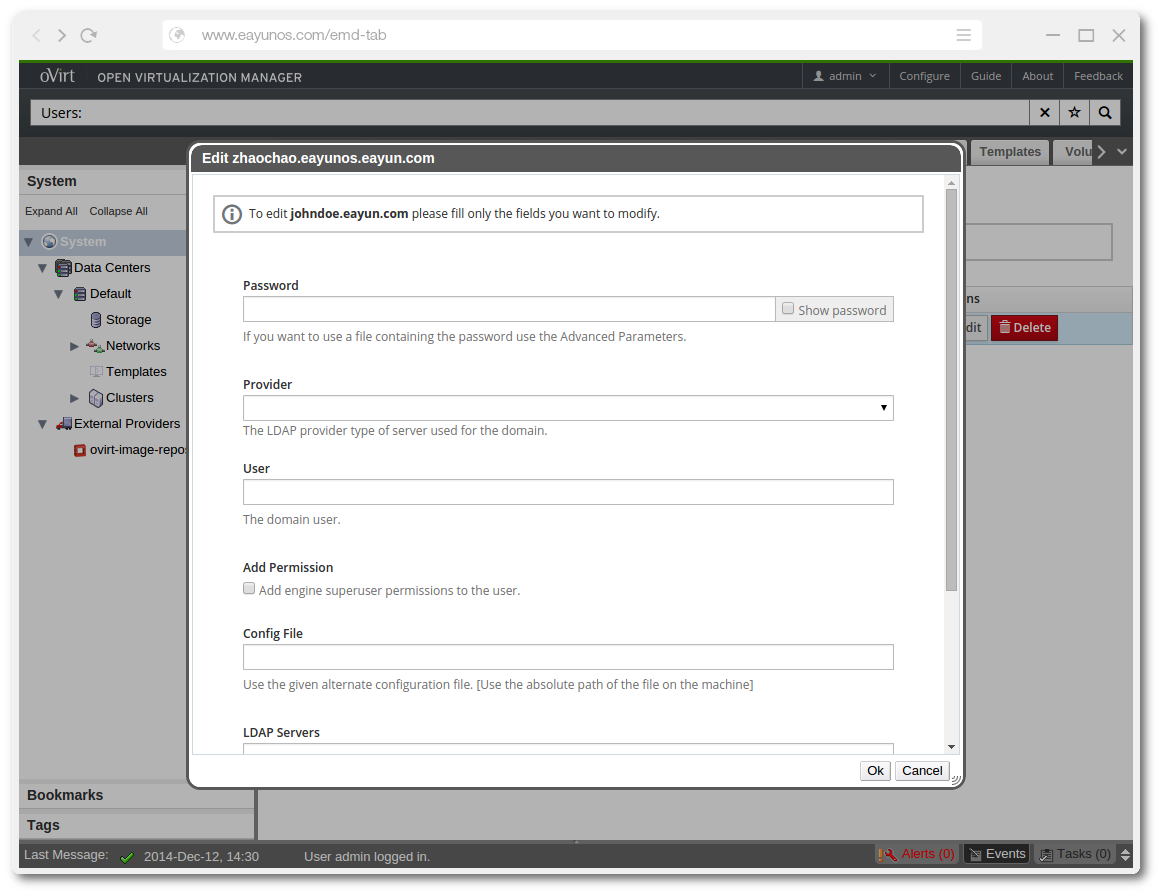 www.eayunos.com/emd-tab
oVirt OPEN VIRTUALIZATION MANAGER
admin Configure Guide About Feedback
Users:
Templates Volu
Edit zhaochao.eayunos.eayun.com
System
Expand All Collapse All
System
Data Centers
Default
Storage
Networks
Templates
Clusters
External Providers
ovirt-image-repos
To edit johndoe.eayun.com please fill only the fields you want to modify.
Password
Show password
If you want to use a file containing the password use the Advanced Parameters.
Provider
The LDAP provider type of server used for the domain.
User
The domain user.
Add Permission
Add engine superuser permissions to the user.
Config File
Use the given alternate configuration file. [Use the absolute path of the file on the machine]
LDAP Servers
Ok Cancel
ns
dit Delete
Bookmarks
Tags
Last Message: 2014-Dec-12, 14:30 User admin logged in. Alerts (0) Events Tasks (0)